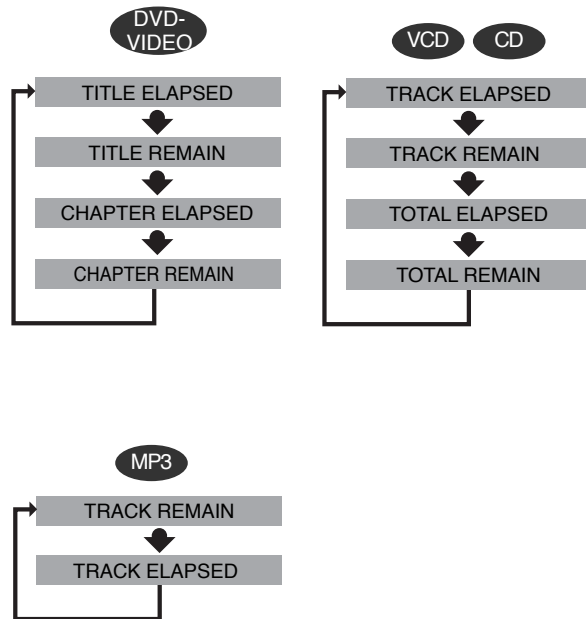 DVD-
VIDEO
TITLE ELAPSED
TITLE REMAIN
CHAPTER ELAPSED
CHAPTER REMAIN
VCD CD
TRACK ELAPSED
TRACK REMAIN
TOTAL ELAPSED
TOTAL REMAIN
MP3
TRACK REMAIN
TRACK ELAPSED